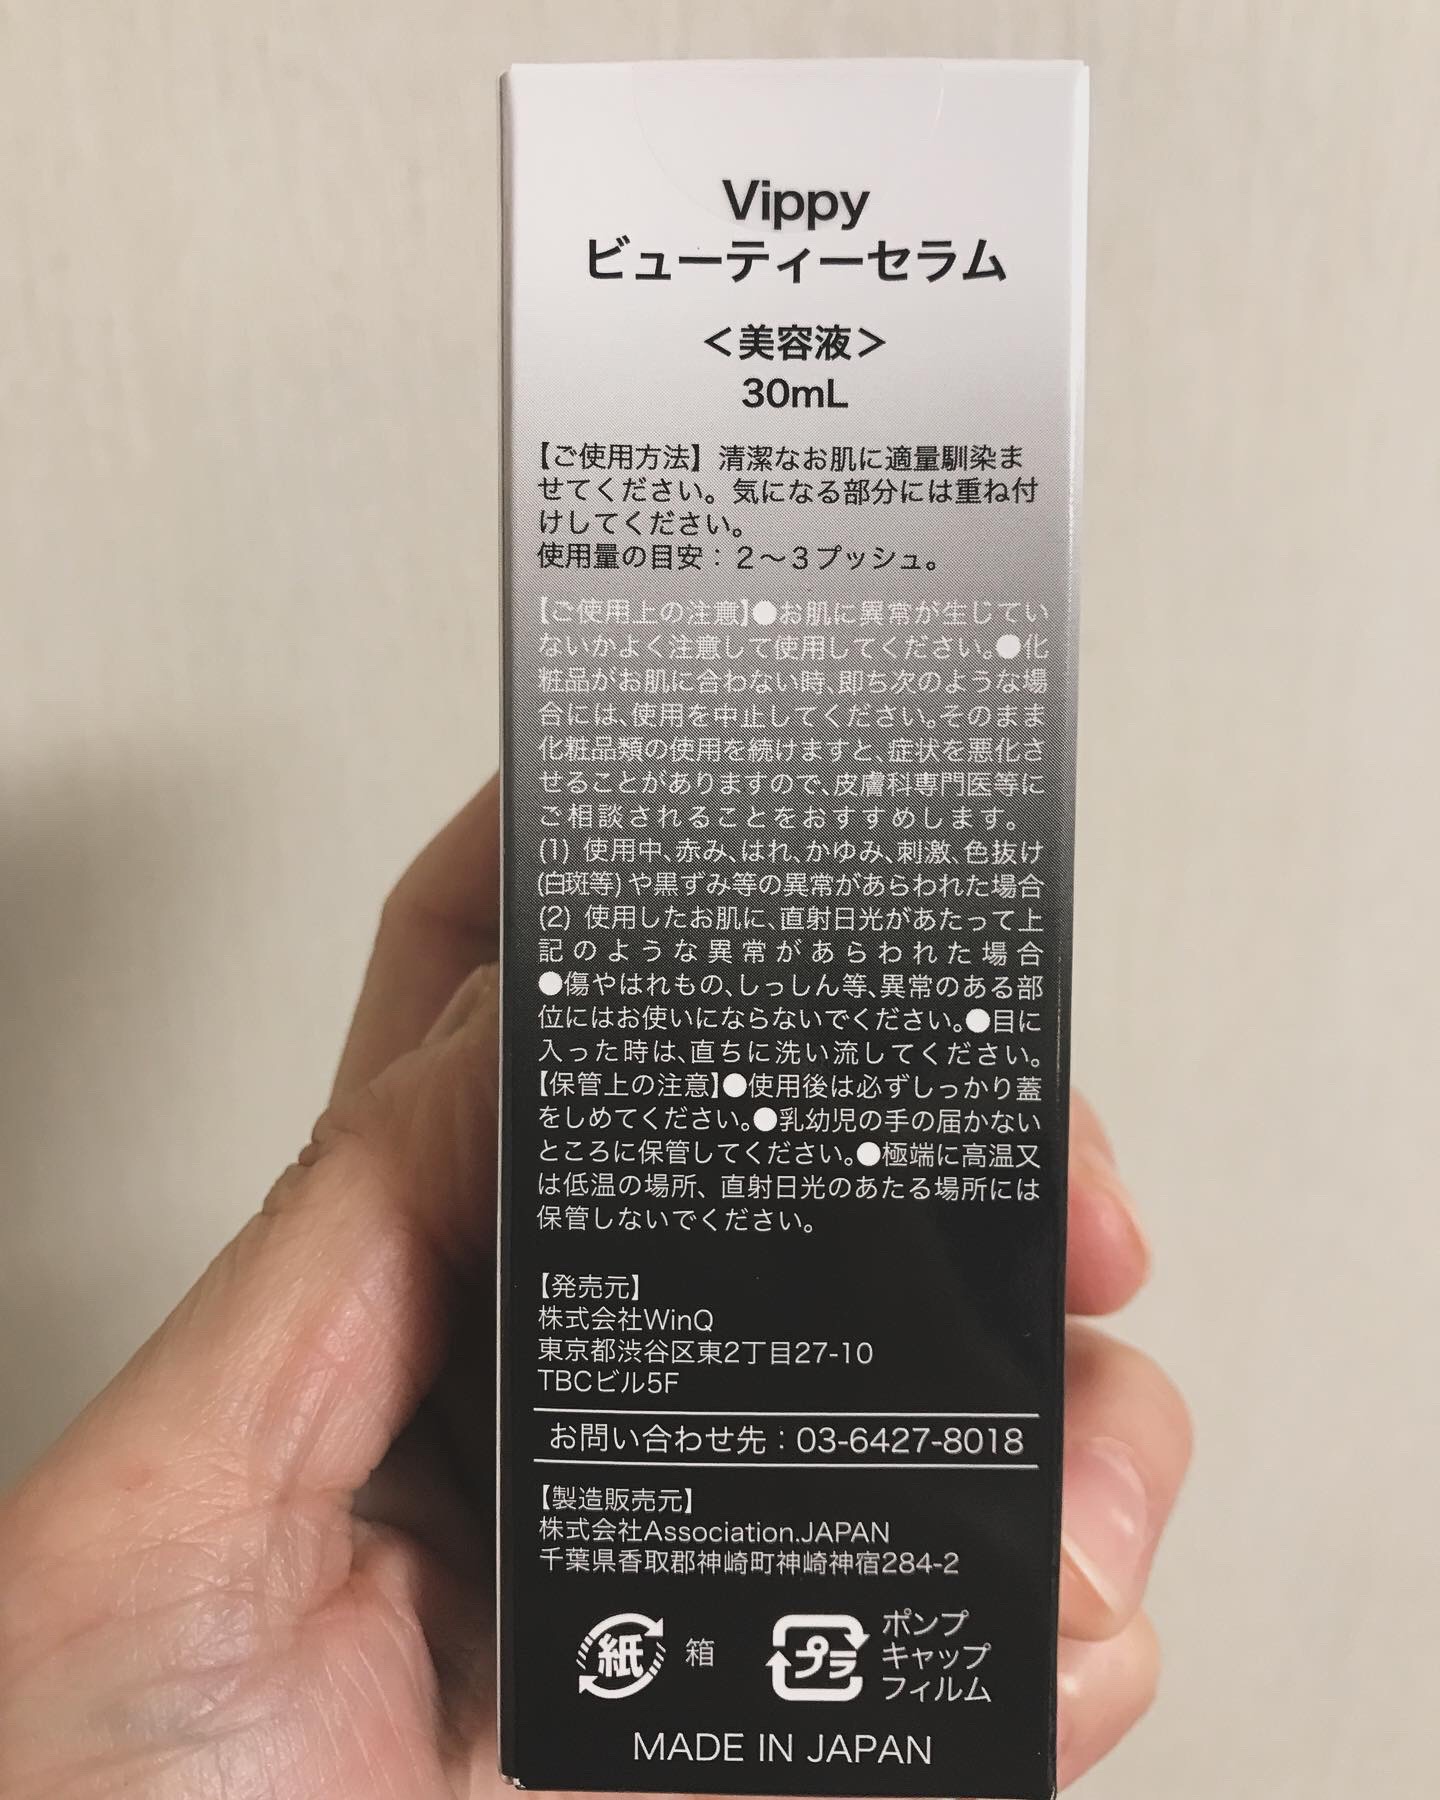 Vippy
ビューティーセラム
＜美容液＞
30mL
【ご使用方法】清潔なお肌に適量馴染ま
せてください。気になる部分には重ね付
けしてください。
使用量の目安：２～３プッシュ。
【ご使用上の注意】●お肌に異常が生じてい
ないかよく注意して使用してください。●化
粧品がお肌に合わない時、即ち次のような場
合には、使用を中止してください。そのまま
化粧品類の使用を続けますと、症状を悪化さ
せることがありますので、皮膚科専門医等に
ご相談されることをおすすめします。
(1) 使用中、赤み、はれ、かゆみ、刺激、色抜け
(白斑等)や黒ずみ等の異常があらわれた場合
(2) 使用したお肌に、直射日光があたって上
記のような異常があらわれた場合
●傷やはれもの、しっしん等、異常のある部
位にはお使いにならないでください。●目に
入った時は、直ちに洗い流してください。
【保管上の注意】●使用後は必ずしっかり蓋
をしめてください。●乳幼児の手の届かない
ところに保管してください。●極端に高温又
は低温の場所、直射日光のあたる場所には
保管しないでください。
【発売元】
株式会社WinQ
東京都渋谷区東2丁目27-10
TBCビル5F
お問い合わせ先：03-6427-8018
【製造販売元】
株式会社Association.JAPAN
千葉県香取郡神崎町神崎神宿284-2
紙 箱
プラ ポンプ
キャップ
フィルム
MADE IN JAPAN